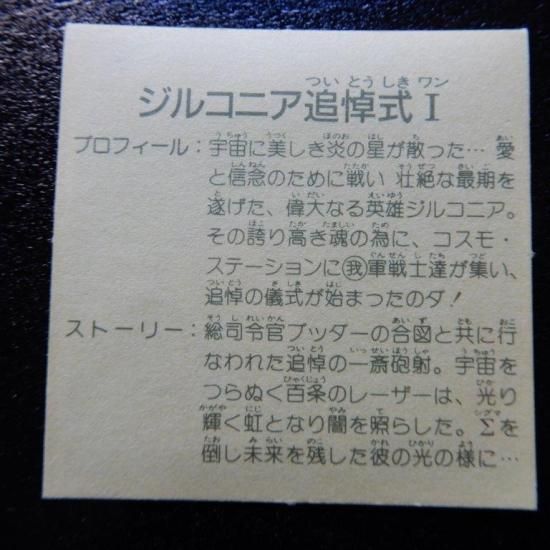 ジルコニア追悼式Ⅰ
プロフィール：宇宙に美しき炎の星が散った…愛
と信念のために戦い 壮絶な最期を
遂げた、偉大なる英雄ジルコニア。
その誇り高き魂の為に、コスモ・
ステーションに我軍戦士達が集い、
追悼の儀式が始まったのダ！
ストーリー：総司令官ブッダーの合図と共に行
なわれた追悼の一斎砲射。宇宙を
つらぬく百条のレーザーは、光り
輝く虹となり闇を照らした。Σを
倒し未来を残した彼の光の様に…